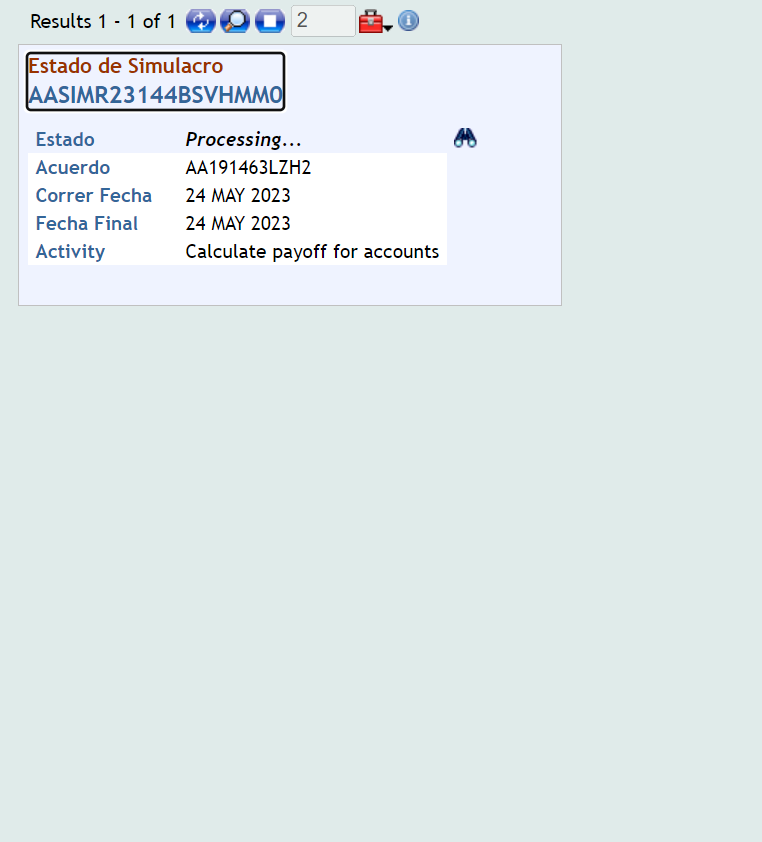 Results 1 - 1 of 1 2
Estado de Simulacro
AASIMR23144BSVHMM0
Estado Processing...
Acuerdo AA191463LZH2
Correr Fecha 24 MAY 2023
Fecha Final 24 MAY 2023
Activity Calculate payoff for accounts